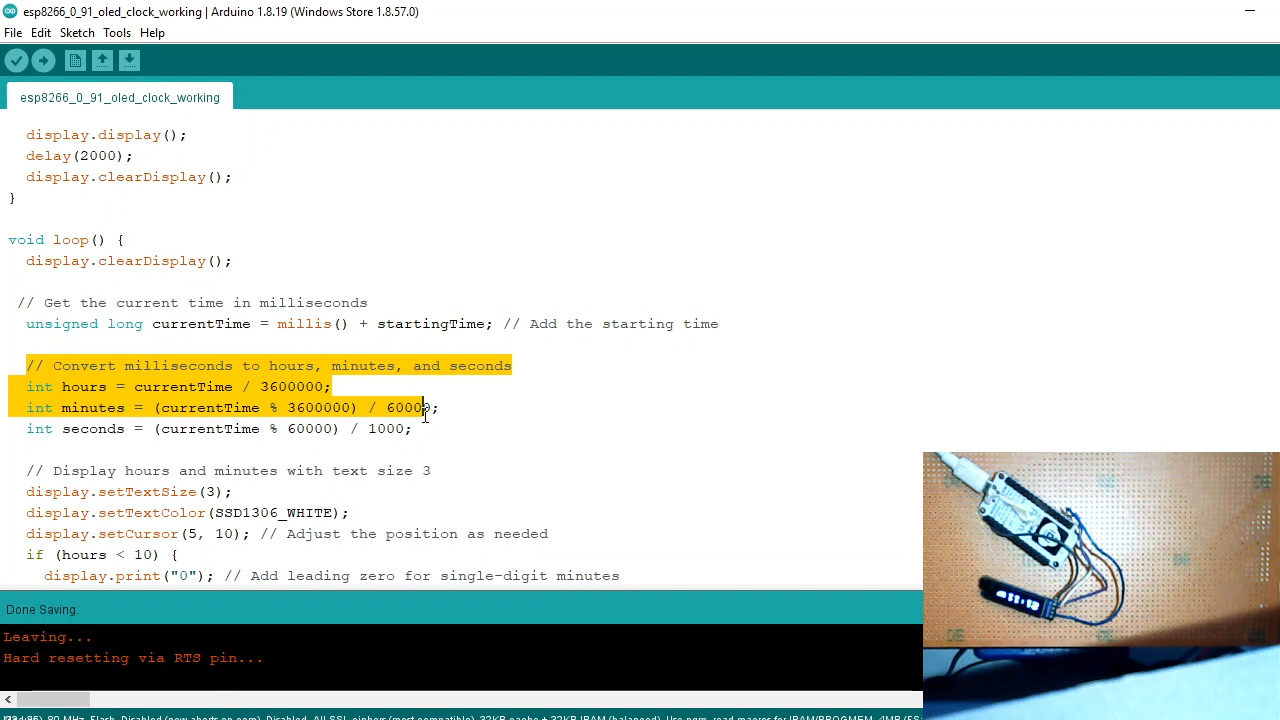 esp8266_0_91_oled_clock_working | Arduino 1.8.19 (Windows Store 1.8.57.0)
File Edit Sketch Tools Help
esp8266_0_91_oled_clock_working
display.display();
delay(2000);
display.clearDisplay();
}
void loop() {
display.clearDisplay();
// Get the current time in milliseconds
unsigned long currentTime = millis() + startingTime; // Add the starting time
// Convert milliseconds to hours, minutes, and seconds
int hours = currentTime / 3600000;
int minutes = (currentTime % 3600000) / 60000;
int seconds = (currentTime % 60000) / 1000;
// Display hours and minutes with text size 3
display.setTextSize(3);
display.setTextColor(SSD1306_WHITE);
display.setCursor(5, 10); // Adjust the position as needed
if (hours < 10) {
display.print("0"); // Add leading zero for single-digit minutes
Done Saving.
Leaving...
Hard resetting via RTS pin...